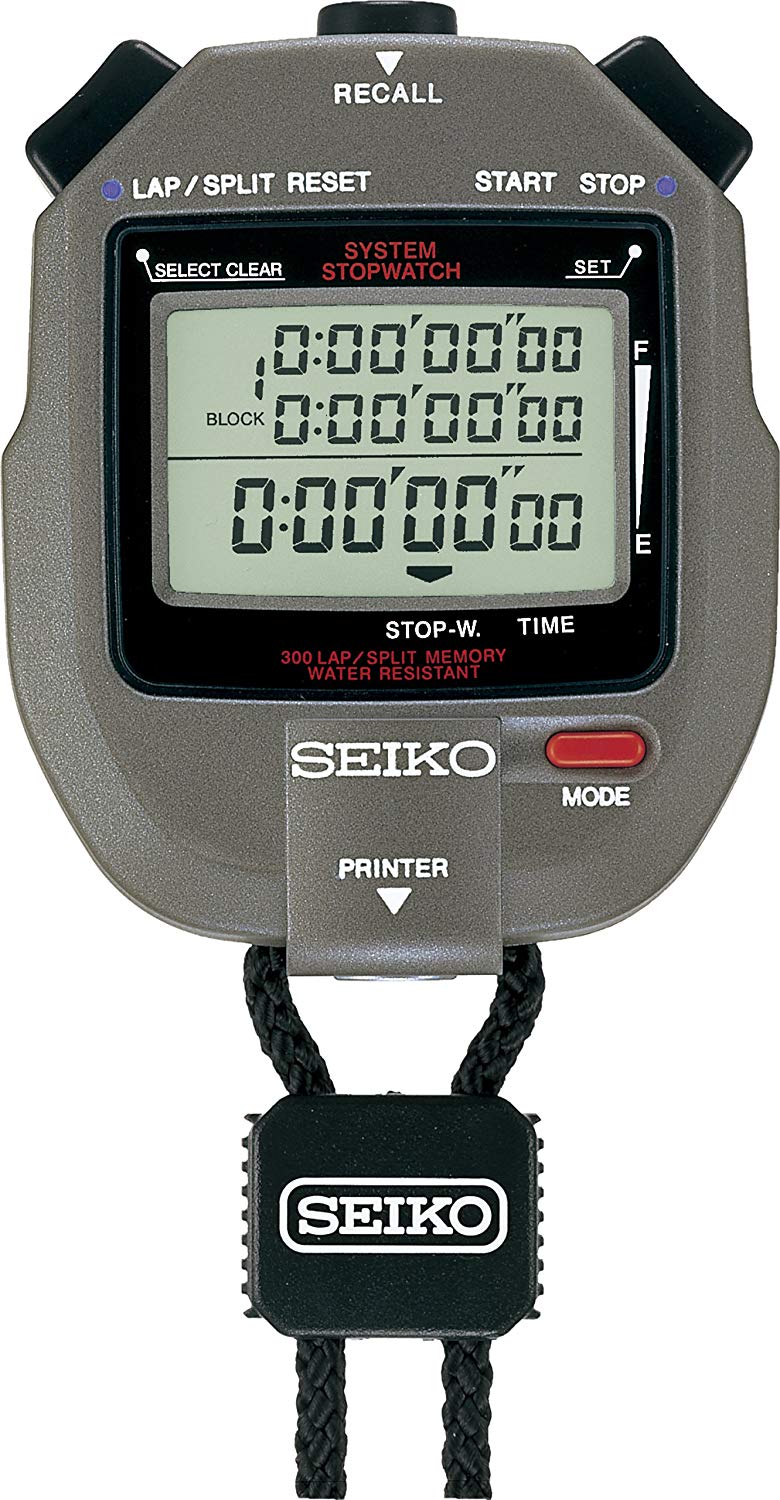 RECALL
LAP/SPLIT RESET START STOP
SELECT CLEAR SYSTEM STOPWATCH SET
1 0:00'00"00
BLOCK 0:00'00"00
0:00'00"00
F
E
STOP-W. TIME
300 LAP/SPLIT MEMORY
WATER RESISTANT
SEIKO
MODE
PRINTER
SEIKO